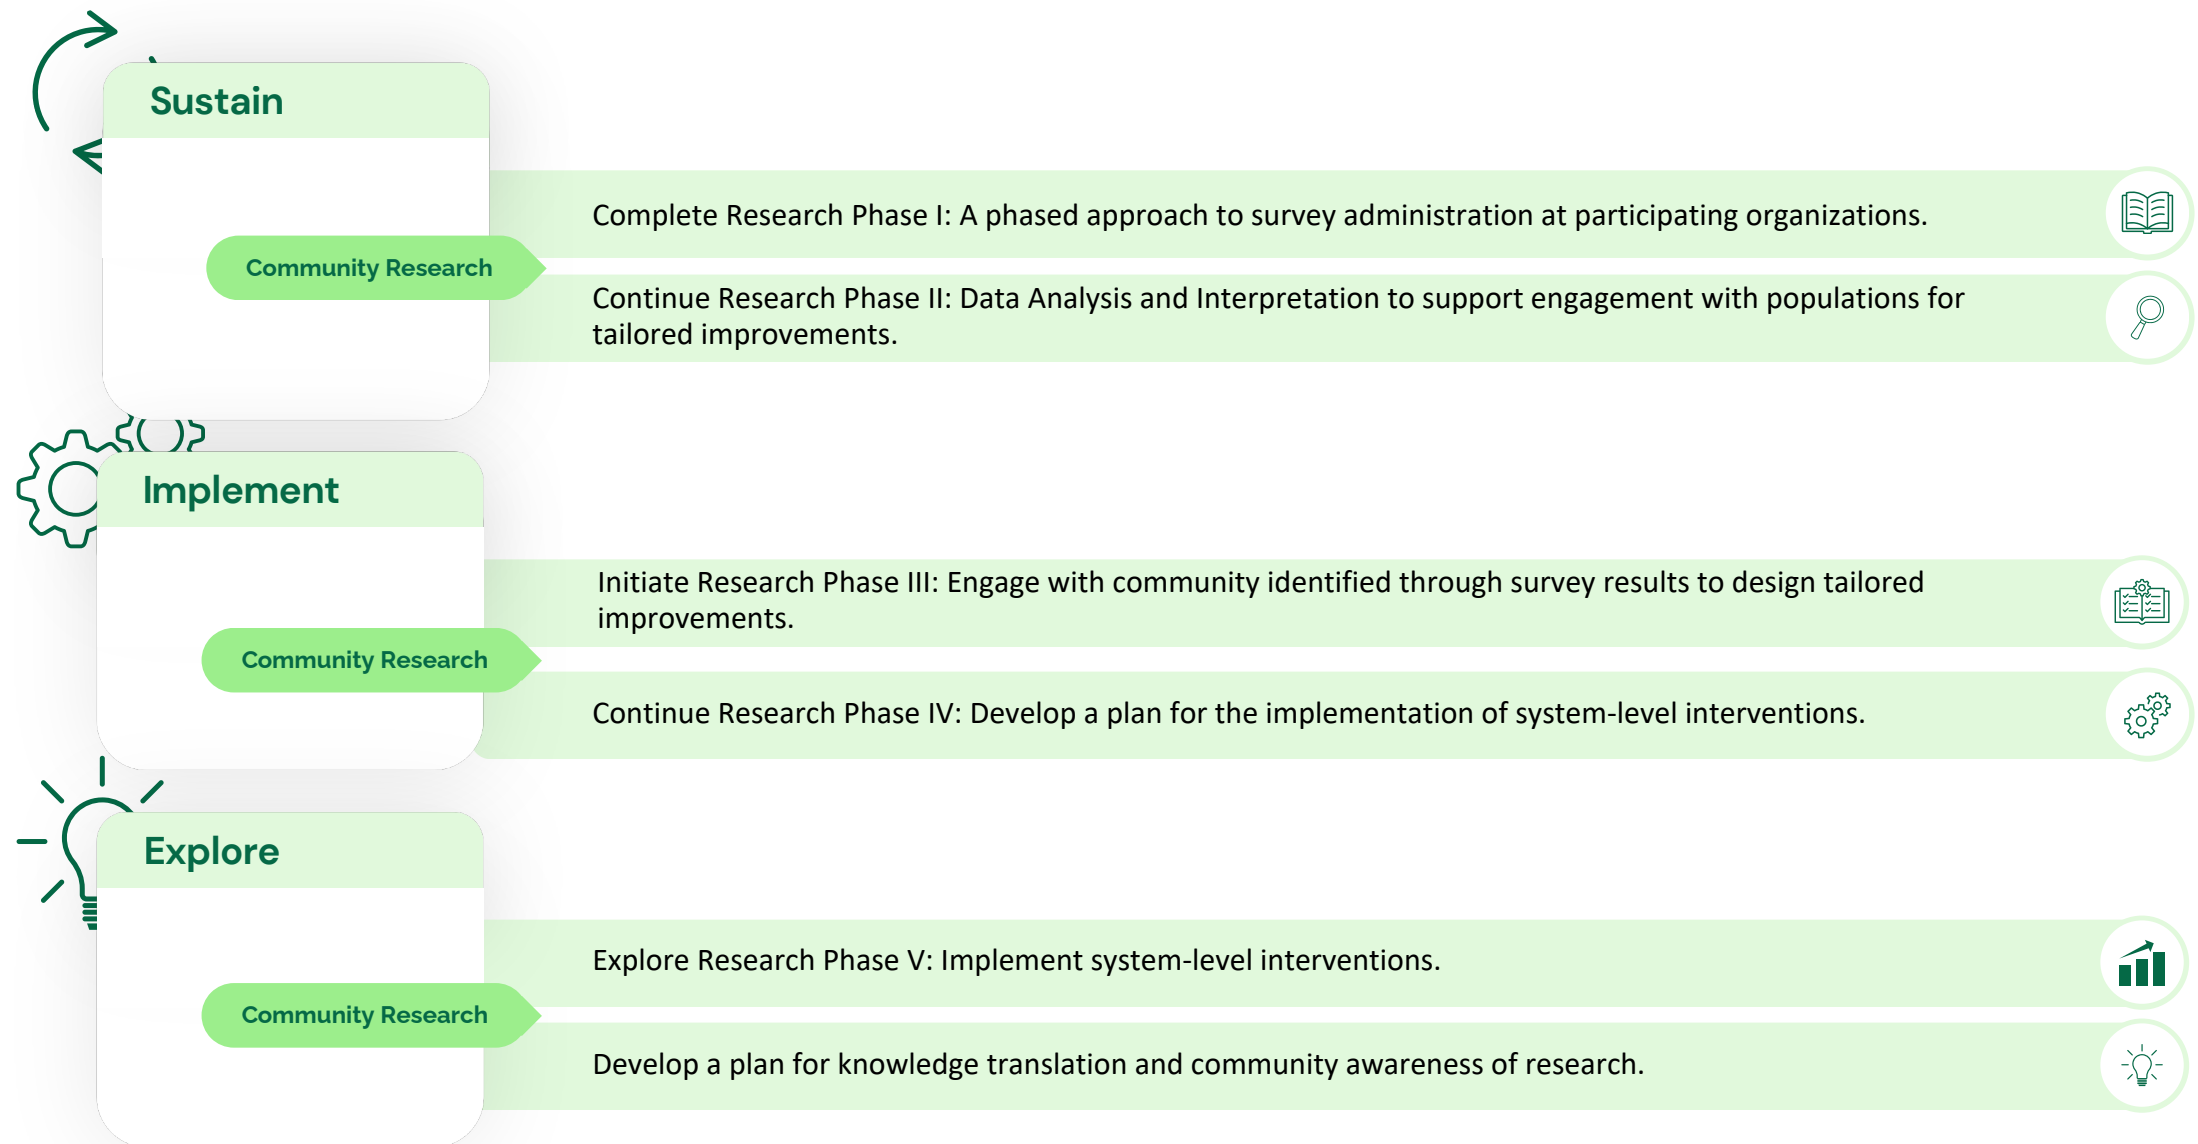 Sustain
Community Research
Complete Research Phase I: A phased approach to survey administration at participating organizations.
Continue Research Phase II: Data Analysis and Interpretation to support engagement with populations for
tailored improvements.
Implement
Community Research
Initiate Research Phase III: Engage with community identified through survey results to design tailored
improvements.
Continue Research Phase IV: Develop a plan for the implementation of system-level interventions.
Explore
Community Research
Explore Research Phase V: Implement system-level interventions.
Develop a plan for knowledge translation and community awareness of research.